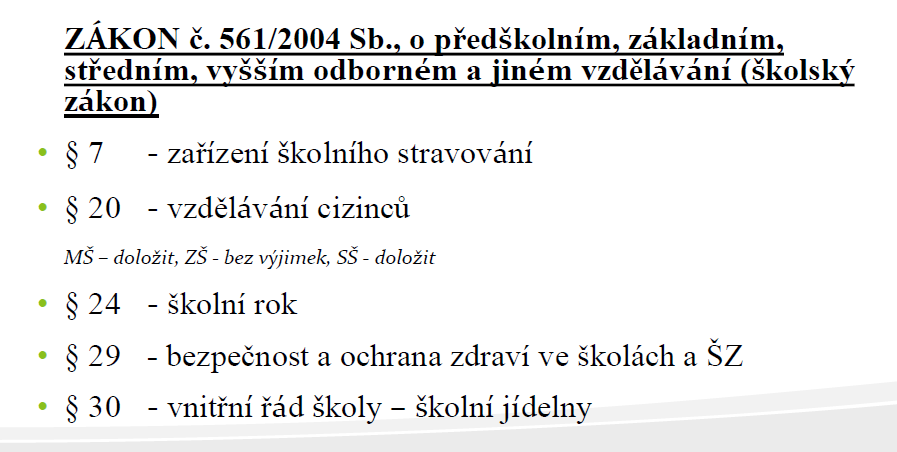 ZÁKON č. 561/2004 Sb., o předškolním, základním,
středním, vyšším odborném a jiném vzdělávání (školský
zákon)
• § 7 - zařízení školního stravování
• § 20 - vzdělávání cizinců
MŠ – doložit, ZŠ - bez výjimek, SŠ - doložit
• § 24 - školní rok
• § 29 - bezpečnost a ochrana zdraví ve školách a ŠZ
• § 30 - vnitřní řád školy – školní jídelny